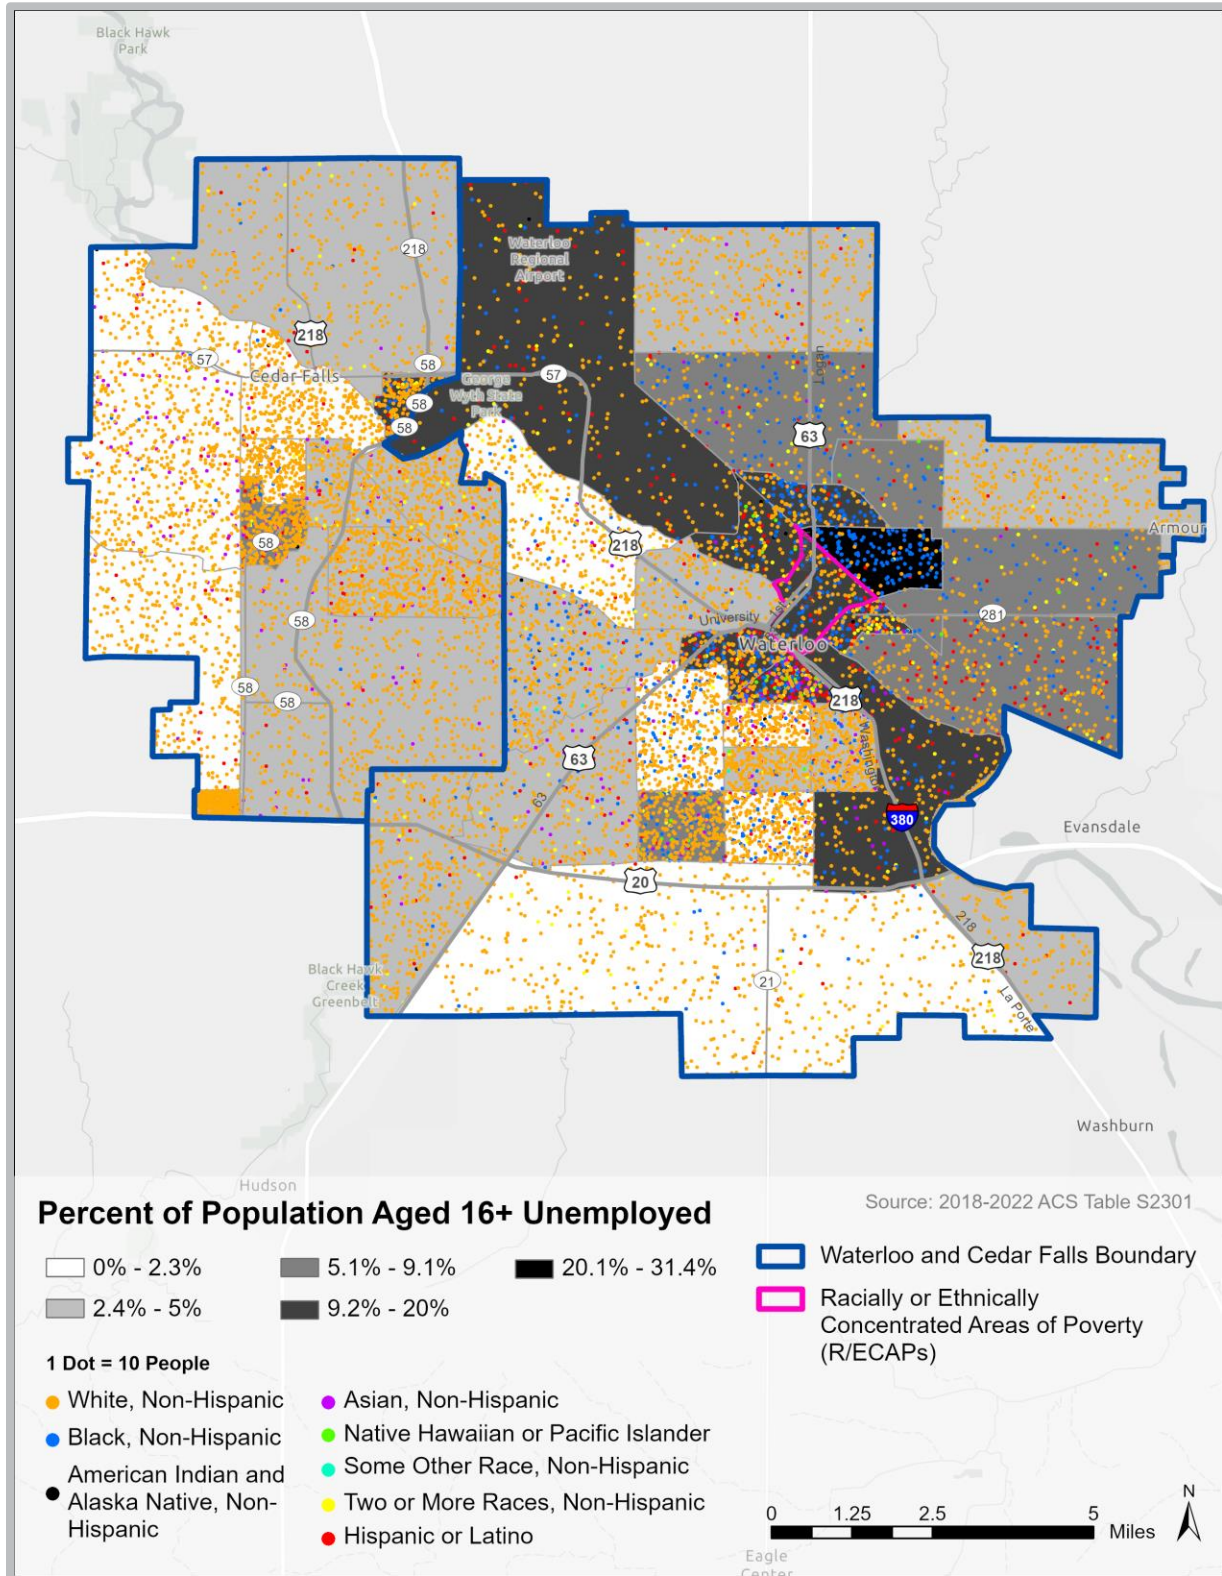 Black Hawk
Park
Waterloo
Regional
Airport
218
218
57
Cedar Falls
58
58
58
George
Wyth State
Park
57
Logan
63
Armour
58
218
University
1st
Waterloo
281
58
58
58
218
Washington
63
63
380
Evansdale
20
218
218
La Porte
21
Black Hawk
Creek
Greenbelt
Washburn
Hudson
Percent of Population Aged 16+ Unemployed
Source: 2018-2022 ACS Table S2301
0% - 2.3%
5.1% - 9.1%
20.1% - 31.4%
2.4% - 5%
9.2% - 20%
Waterloo and Cedar Falls Boundary
Racially or Ethnically
Concentrated Areas of Poverty
(R/ECAPs)
1 Dot = 10 People
White, Non-Hispanic
Black, Non-Hispanic
American Indian and
Alaska Native, Non-
Hispanic
Asian, Non-Hispanic
Native Hawaiian or Pacific Islander
Some Other Race, Non-Hispanic
Two or More Races, Non-Hispanic
Hispanic or Latino
0 1.25 2.5 5
Miles
N
Eagle
Center